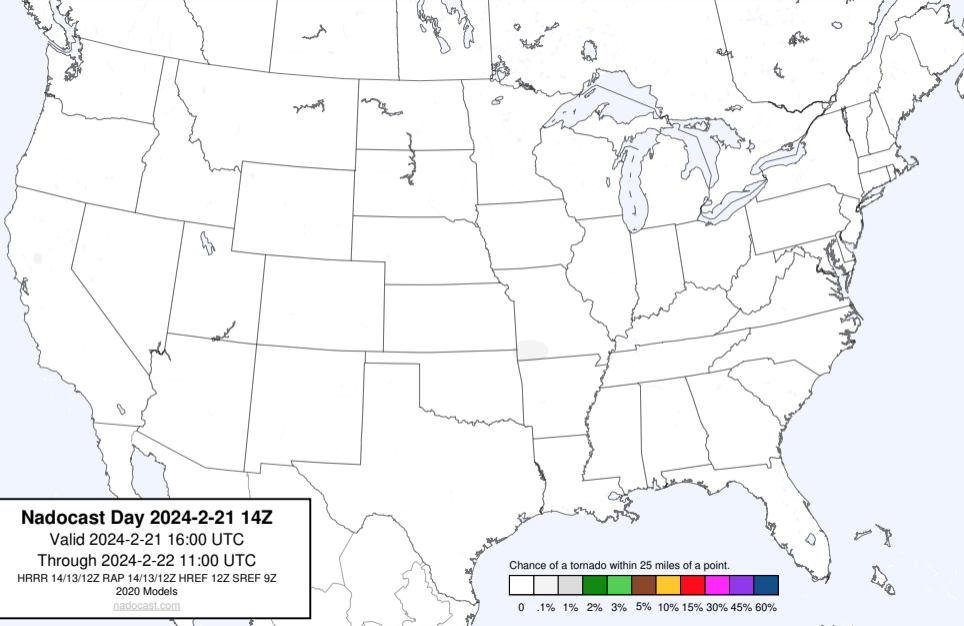 Nadocast Day 2024-2-21 14Z
Valid 2024-2-21 16:00 UTC
Through 2024-2-22 11:00 UTC
HRRR 14/13/12Z RAP 14/13/12Z HREF 12Z SREF 9Z
2020 Models
nadocast.com
Chance of a tornado within 25 miles of a point.
0 .1% 1% 2% 3% 5% 10% 15% 30% 45% 60%